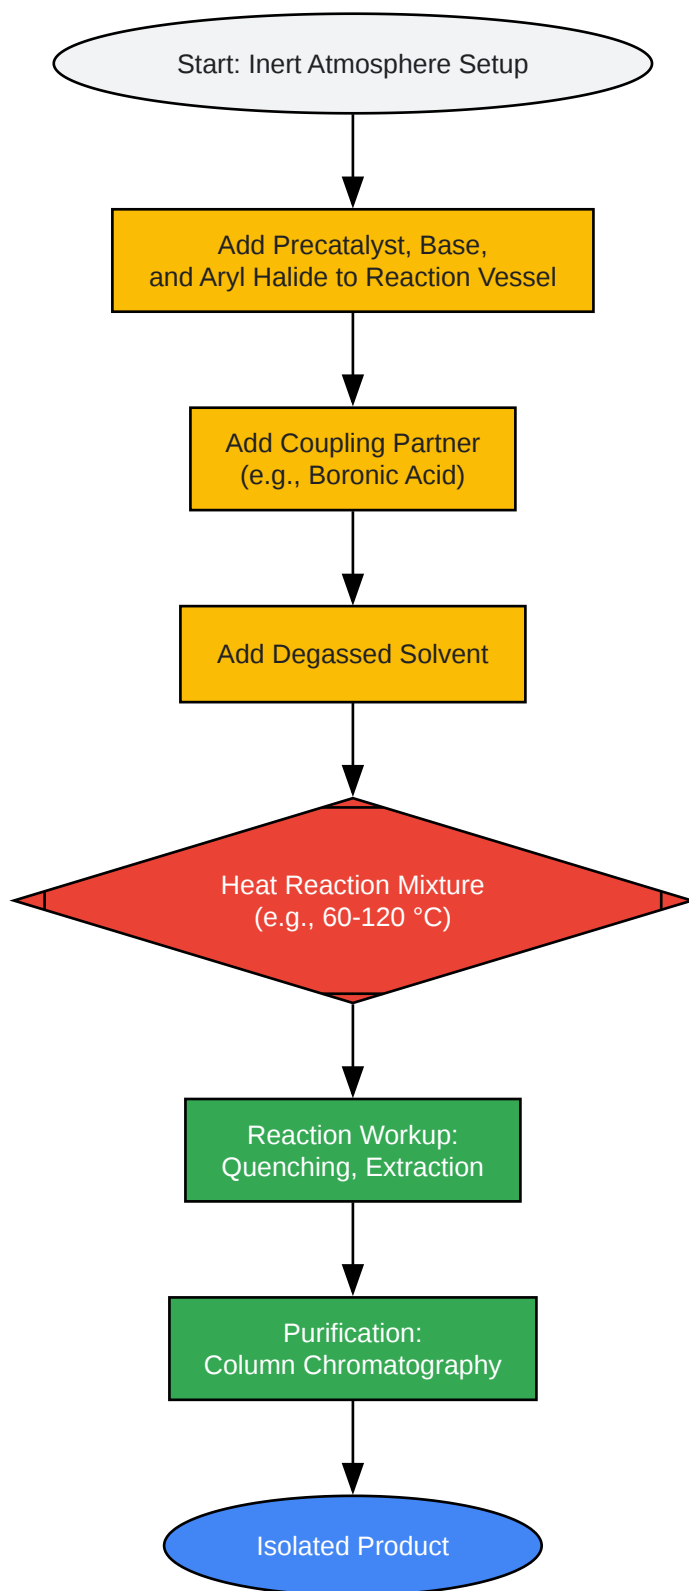 Start: Inert Atmosphere Setup
Add Precatalyst, Base,
and Aryl Halide to Reaction Vessel
Add Coupling Partner
(e.g., Boronic Acid)
Add Degassed Solvent
Heat Reaction Mixture
(e.g., 60-120 °C)
Reaction Workup:
Quenching, Extraction
Purification:
Column Chromatography
Isolated Product